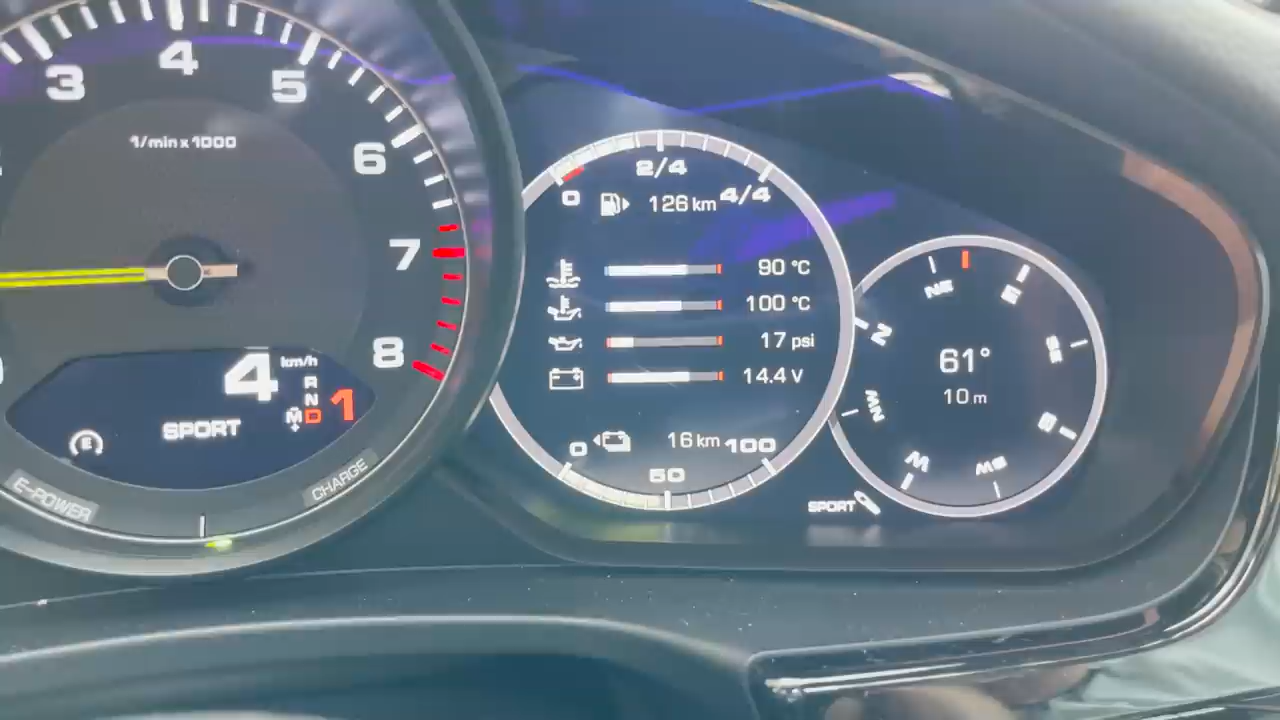 3
4
5
6
7
8
1/min x 1000
4 km/h
R
N
D
M
+
1
E
SPORT
E-POWER
CHARGE
0
2/4
4/4
126 km
90 °C
100 °C
17 psi
14.4 V
0
16 km
100
50
SPORT
N
NE
E
SE
S
SW
W
NW
61°
10 m